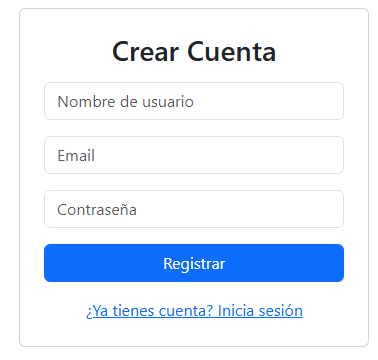 Crear Cuenta
Nombre de usuario
Email
Contraseña
Registrar
¿Ya tienes cuenta? Inicia sesión